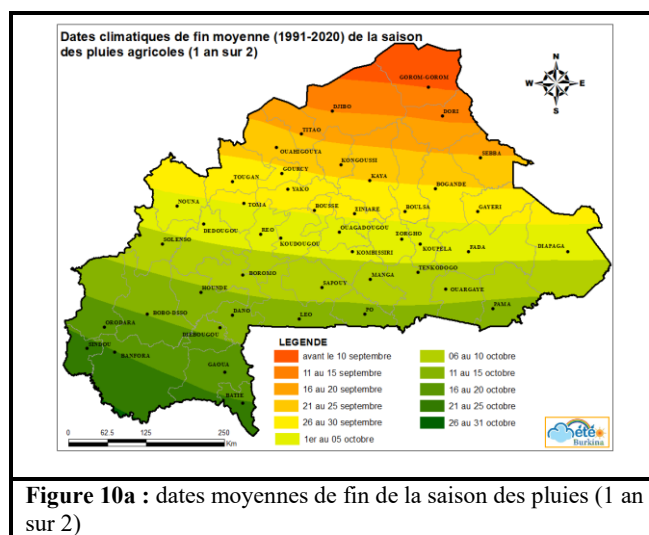 Dates climatiques de fin moyenne (1991-2020) de la saison
des pluies agricoles (1 an sur 2)
N
W E
S
GOROM-GOROM
DJIBO
DORI
TITAO
OUAHIGOUYA
KONGOUSSI
SEBBA
GOURCY
KAYA
TOUGAN
BOGANDE
YAKO
NOUNA
TOMA
BOUSSE
ZINIARE
BOULSA
GAYERI
DEDOUGOU
REO
OUAGADOUGOU
ZORGHO
KOUDOUGOU
KOUPELA
SOLENSO
KOMBISSIRI
FADA
DIAPAGA
BOROMO
MANGA
TENKODOGO
HOUNDE
SAPOUY
OUARGAYE
BOBO-DSSO
DANO
LEO
PO
PAMA
ORODARA
DIEBOUGOU
SINDOU
BANFORA
GAOUA
BATIE
LEGENDE
avant le 10 septembre
11 au 15 septembre
16 au 20 septembre
21 au 25 septembre
26 au 30 septembre
1er au 05 octobre
06 au 10 octobre
11 au 15 octobre
16 au 20 octobre
21 au 25 octobre
26 au 31 octobre
0 62.5 125 250
Km
météo
Burkina
Figure 10a : dates moyennes de fin de la saison des pluies (1 an
sur 2)